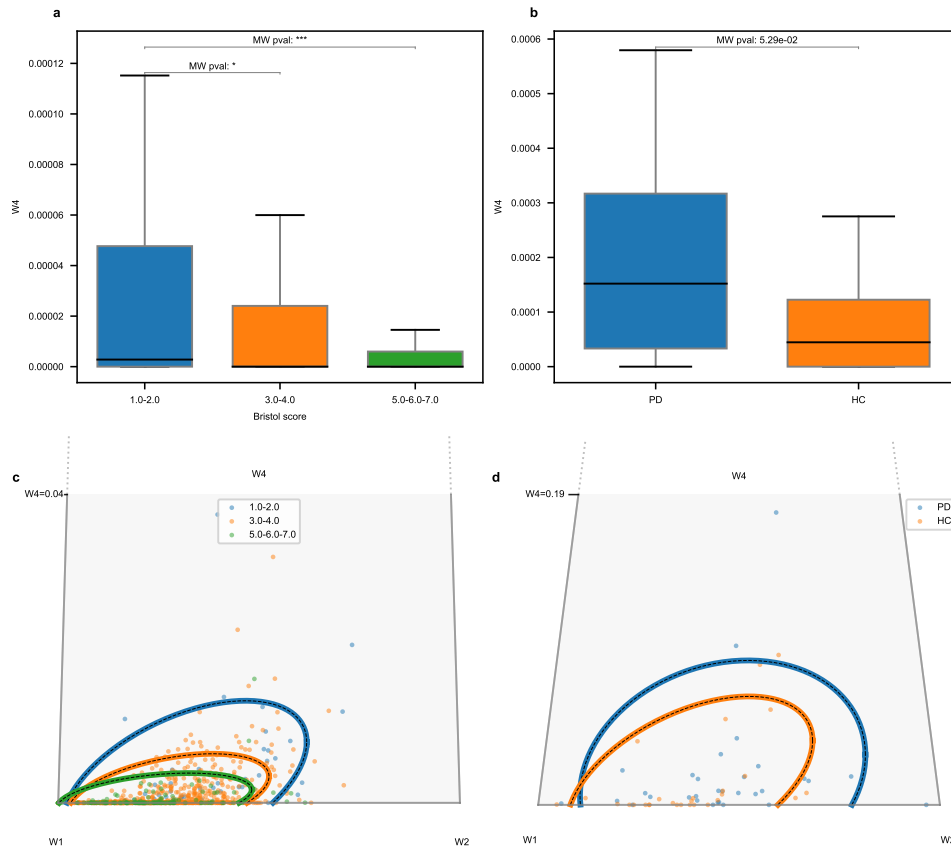 a
MW pval: ***
MW pval: *
0.00012
0.00010
0.00008
0.00006
0.00004
0.00002
0.00000
W4
1.0-2.0
3.0-4.0
5.0-6.0-7.0
Bristol score
b
MW pval: 5.29e-02
0.0006
0.0005
0.0004
0.0003
0.0002
0.0001
0.0000
W4
PD
HC
c
W4
W4=0.04
1.0-2.0
3.0-4.0
5.0-6.0-7.0
W1
W2
d
W4
W4=0.19
PD
HC
W1